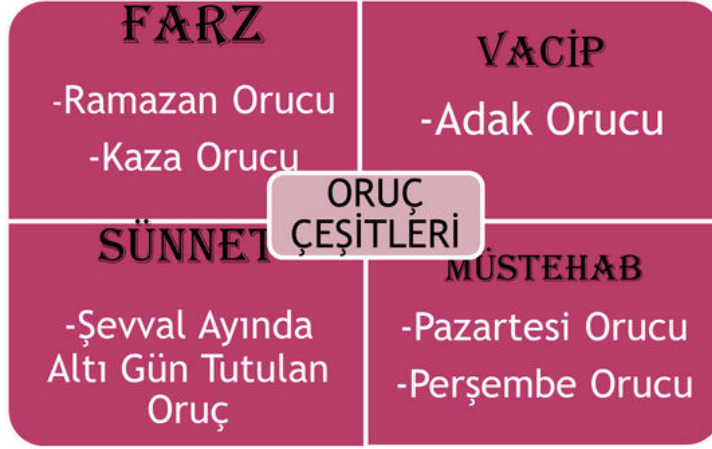 FARZ
-Ramazan Orucu
-Kaza Orucu
VACİP
-Adak Orucu
ORUÇ
ÇEŞİTLERİ
SÜNNET
-Şevval Ayında
Altı Gün Tutulan
Oruç
MÜSTEHAB
-Pazartesi Orucu
-Perşembe Orucu